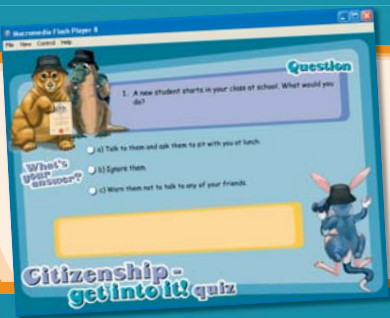 Macromedia Flash Player 8
File View Control Help
Question
1. A new student starts in your class at school. What would you
do?
What's
your
answer?
a) Talk to them and ask them to sit with you at lunch.
b) Ignore them.
c) Warn them not to talk to any of your friends.
Citizenship -
get into it! quiz